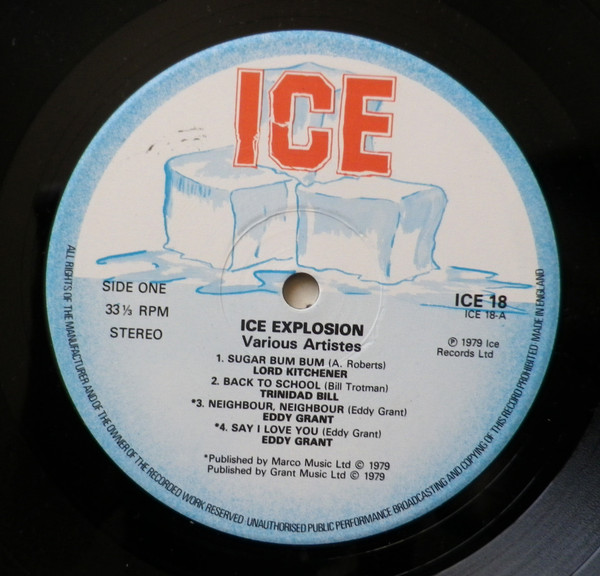 ICE
SIDE ONE
33⅓ RPM
STEREO
ICE 18
ICE 18-A
℗ 1979 Ice
Records Ltd
ICE EXPLOSION
Various Artistes
1. SUGAR BUM BUM (A. Roberts)
LORD KITCHENER
2. BACK TO SCHOOL (Bill Trotman)
TRINIDAD BILL
*3. NEIGHBOUR, NEIGHBOUR (Eddy Grant)
EDDY GRANT
*4. SAY I LOVE YOU (Eddy Grant)
EDDY GRANT
*Published by Marco Music Ltd © 1979
Published by Grant Music Ltd © 1979
ALL RIGHTS OF THE MANUFACTURER AND OF THE OWNER OF THE RECORDED WORK RESERVED. UNAUTHORISED PUBLIC PERFORMANCE BROADCASTING AND COPYING OF THIS RECORD PROHIBITED MADE IN ENGLAND